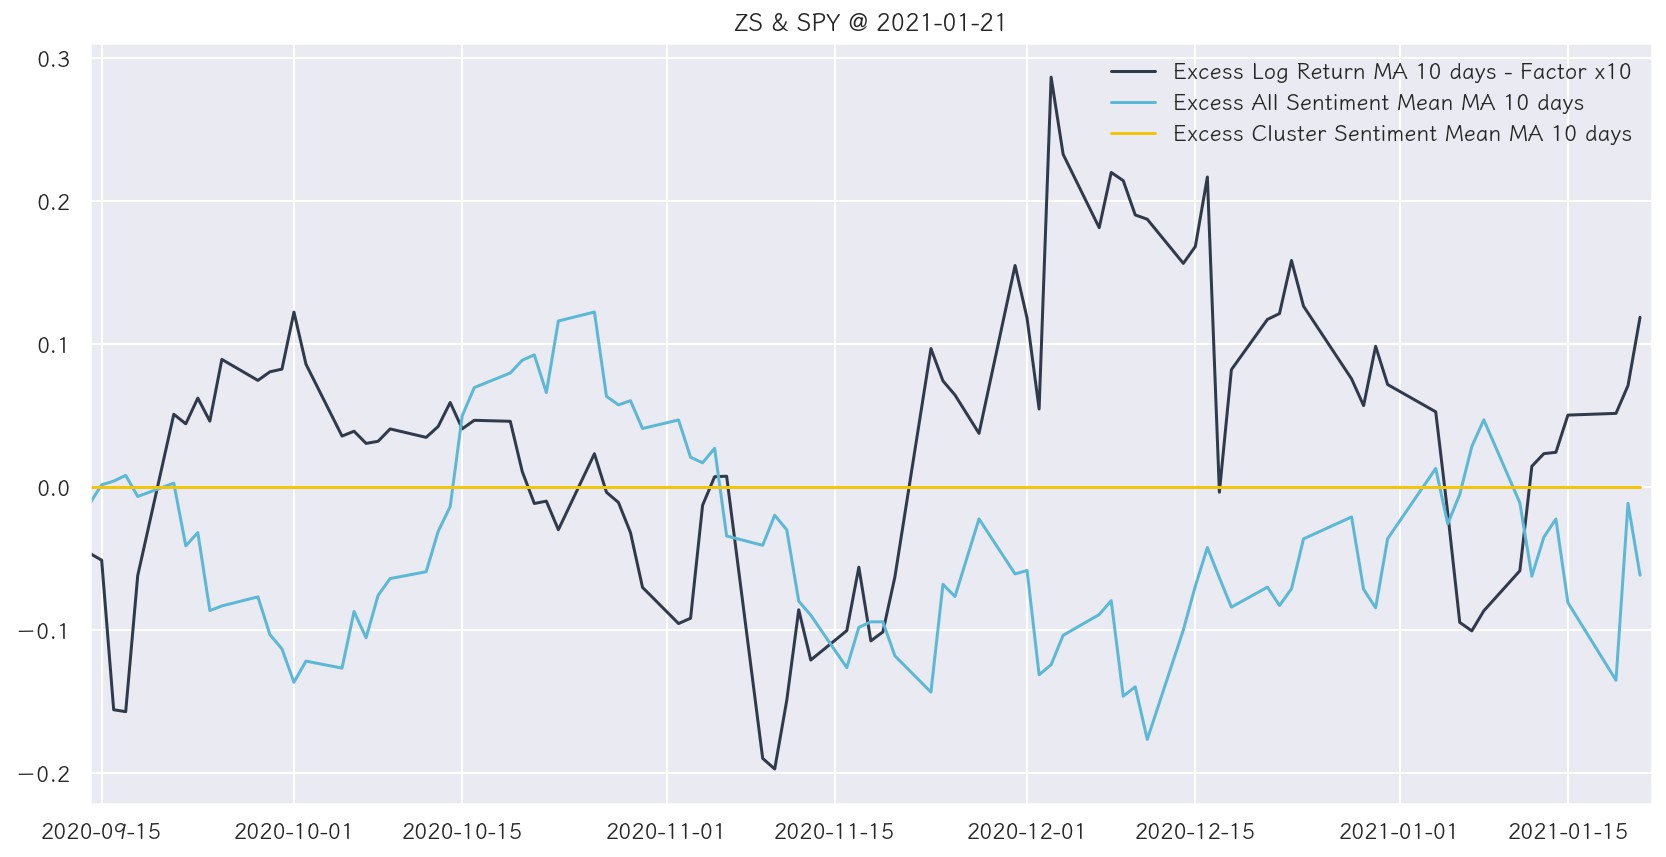 ZS & SPY @ 2021-01-21
Excess Log Return MA 10 days - Factor x10
Excess All Sentiment Mean MA 10 days
Excess Cluster Sentiment Mean MA 10 days
0.3
0.2
0.1
0.0
−0.1
−0.2
2020-09-15 2020-10-01 2020-10-15 2020-11-01 2020-11-15 2020-12-01 2020-12-15 2021-01-01 2021-01-15